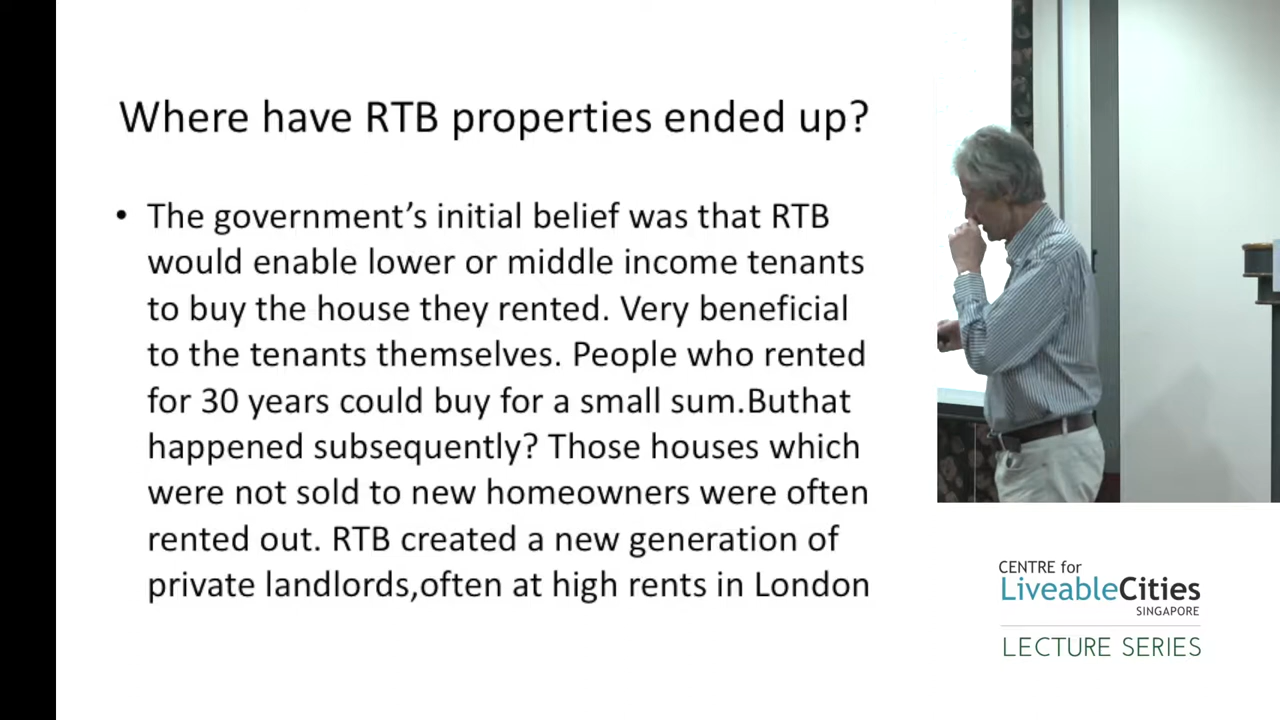 Where have RTB properties ended up?
• The government’s initial belief was that RTB
would enable lower or middle income tenants
to buy the house they rented. Very beneficial
to the tenants themselves. People who rented
for 30 years could buy for a small sum.Buthat
happened subsequently? Those houses which
were not sold to new homeowners were often
rented out. RTB created a new generation of
private landlords,often at high rents in London
CENTRE for
LiveableCities
SINGAPORE
LECTURE SERIES